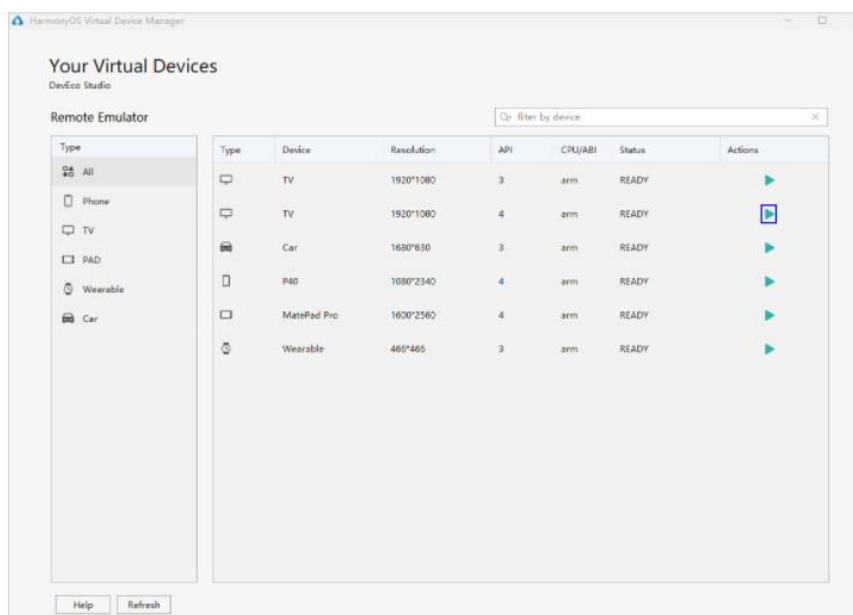 HarmonyOS Virtual Device Manager
Your Virtual Devices
DevEco Studio
Remote Emulator
filter by device
Type
All
Phone
TV
PAD
Wearable
Car
Type Device Resolution API CPU/ABI Status Actions
TV 1920*1080 3 arm READY
TV 1920*1080 4 arm READY
Car 1680*630 3 arm READY
P40 1080*2340 4 arm READY
MatePad Pro 1600*2560 4 arm READY
Wearable 466*466 3 arm READY
Help Refresh